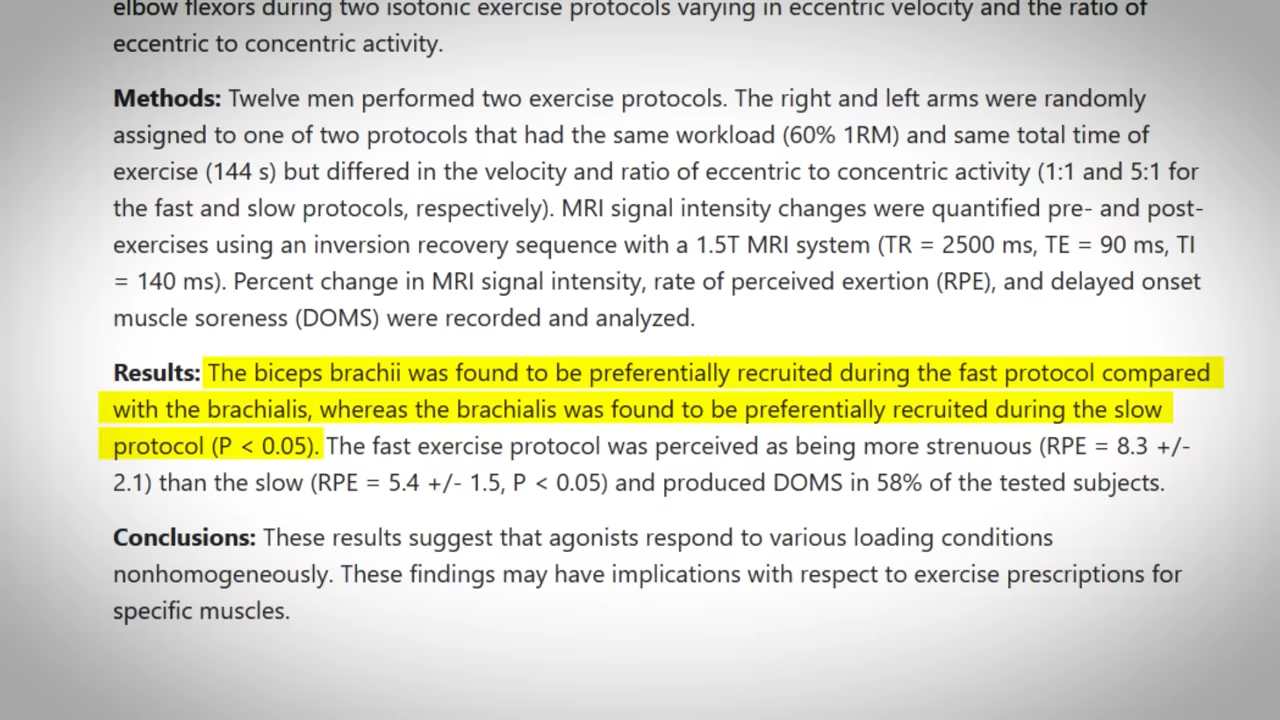 elbow flexors during two isotonic exercise protocols varying in eccentric velocity and the ratio of
eccentric to concentric activity.
Methods: Twelve men performed two exercise protocols. The right and left arms were randomly
assigned to one of two protocols that had the same workload (60% 1RM) and same total time of
exercise (144 s) but differed in the velocity and ratio of eccentric to concentric activity (1:1 and 5:1 for
the fast and slow protocols, respectively). MRI signal intensity changes were quantified pre- and post-
exercises using an inversion recovery sequence with a 1.5T MRI system (TR = 2500 ms, TE = 90 ms, TI
= 140 ms). Percent change in MRI signal intensity, rate of perceived exertion (RPE), and delayed onset
muscle soreness (DOMS) were recorded and analyzed.
Results: The biceps brachii was found to be preferentially recruited during the fast protocol compared
with the brachialis, whereas the brachialis was found to be preferentially recruited during the slow
protocol (P < 0.05). The fast exercise protocol was perceived as being more strenuous (RPE = 8.3 +/-
2.1) than the slow (RPE = 5.4 +/- 1.5, P < 0.05) and produced DOMS in 58% of the tested subjects.
Conclusions: These results suggest that agonists respond to various loading conditions
nonhomogeneously. These findings may have implications with respect to exercise prescriptions for
specific muscles.